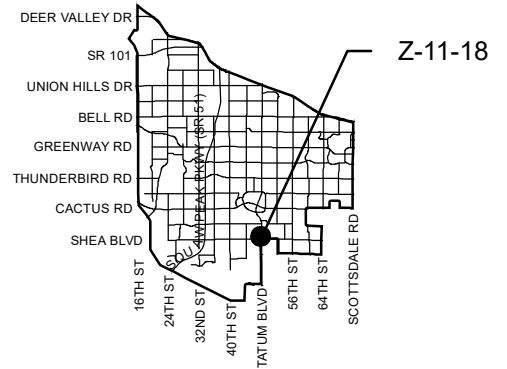 DEER VALLEY DR
Z-11-18
SR 101
UNION HILLS DR
BELL RD
GREENWAY RD
THUNDERBIRD RD
CACTUS RD
SHEA BLVD
SQUAW PEAK PKWY (SR 51)
16TH ST
24TH ST
32ND ST
40TH ST
TATUM BLVD
56TH ST
64TH ST
SCOTTSDALE RD